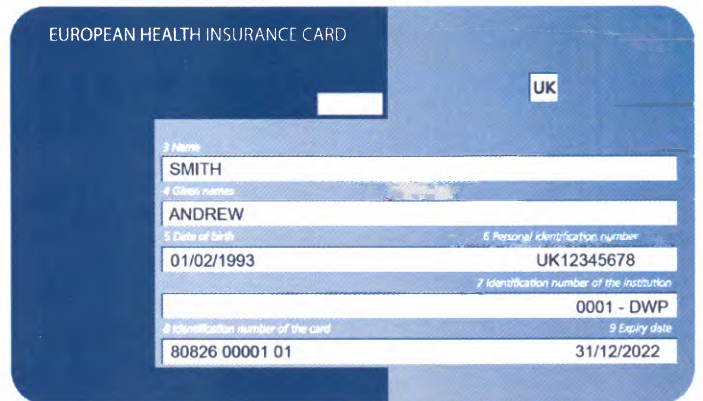 EUROPEAN HEALTH INSURANCE CARD
UK
3 Name
SMITH
4 Given names
ANDREW
5 Date of birth 6 Personal identification number
01/02/1993 UK12345678
7 Identification number of the institution
0001 - DWP
8 Identification number of the card 9 Expiry date
80826 00001 01 31/12/2022